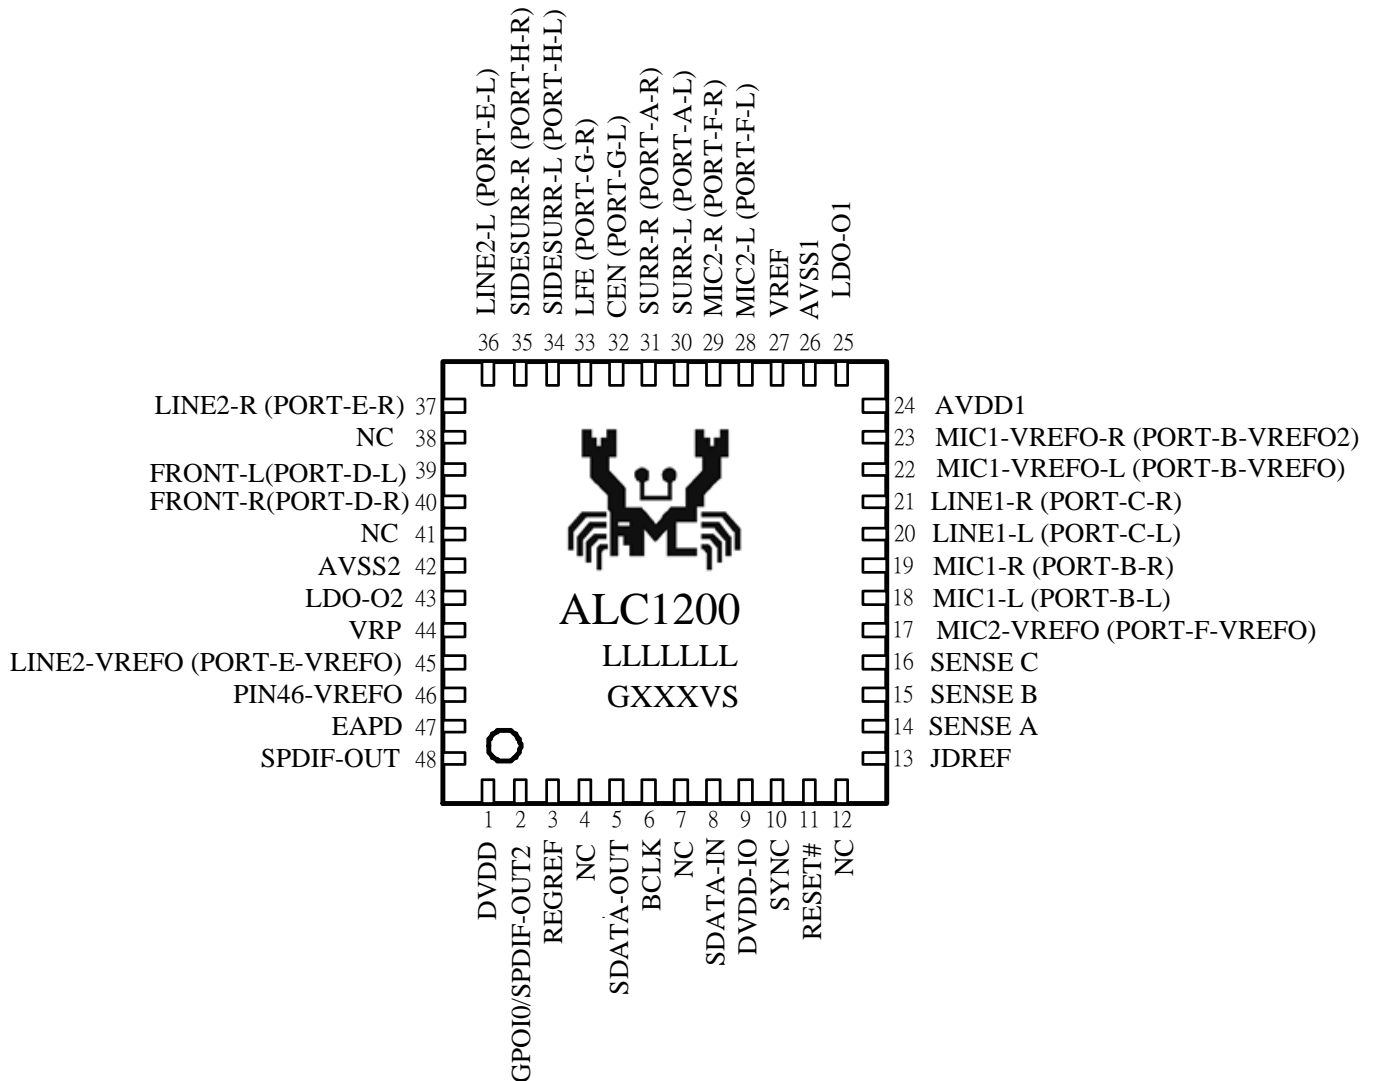 LINE2-L (PORT-E-L)
SIDESURR-R (PORT-H-R)
SIDESURR-L (PORT-H-L)
LFE (PORT-G-R)
CEN (PORT-G-L)
SURR-R (PORT-A-R)
SURR-L (PORT-A-L)
MIC2-R (PORT-F-R)
MIC2-L (PORT-F-L)
VREF
AVSS1
LDO-O1
36 35 34 33 32 31 30 29 28 27 26 25
LINE2-R (PORT-E-R) 37
NC 38
FRONT-L(PORT-D-L) 39
FRONT-R(PORT-D-R) 40
NC 41
AVSS2 42
LDO-O2 43
VRP 44
LINE2-VREFO (PORT-E-VREFO) 45
PIN46-VREFO 46
EAPD 47
SPDIF-OUT 48
AMC
ALC1200
LLLLLLL
GXXXVS
24 AVDD1
23 MIC1-VREFO-R (PORT-B-VREFO2)
22 MIC1-VREFO-L (PORT-B-VREFO)
21 LINE1-R (PORT-C-R)
20 LINE1-L (PORT-C-L)
19 MIC1-R (PORT-B-R)
18 MIC1-L (PORT-B-L)
17 MIC2-VREFO (PORT-F-VREFO)
16 SENSE C
15 SENSE B
14 SENSE A
13 JDREF
1 2 3 4 5 6 7 8 9 10 11 12
DVDD
GPOI0/SPDIF-OUT2
REGREF
NC
SDATA-OUT
BCLK
NC
SDATA-IN
DVDD-IO
SYNC
RESET#
NC